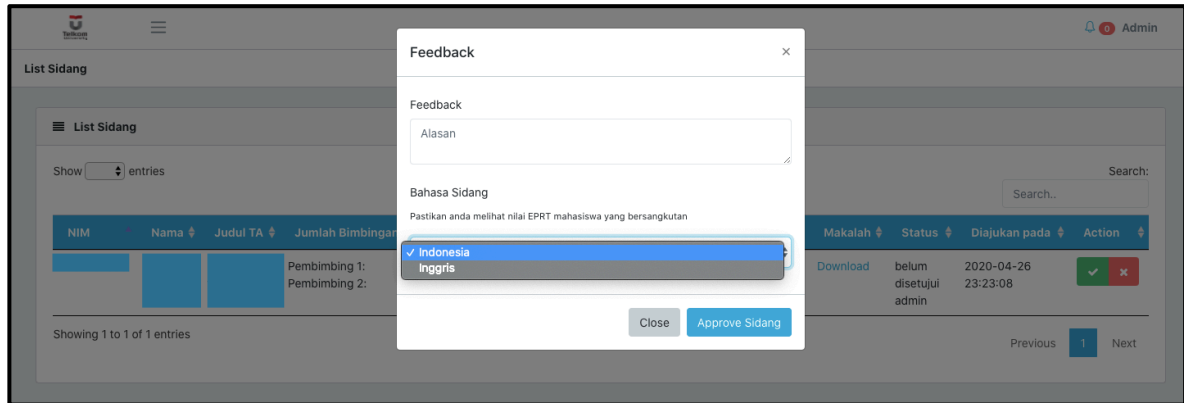 Telkom
0 Admin
List Sidang
Feedback ×
Feedback
Alasan
Bahasa Sidang
Pastikan anda melihat nilai EPRT mahasiswa yang bersangkutan
✓ Indonesia
Inggris
Close Approve Sidang
List Sidang
Show entries
Search:
Search..
NIM Nama Judul TA Jumlah Bimbingan Makalah Status Diajukan pada Action
Pembimbing 1:
Pembimbing 2:
Download
belum
disetujui
admin
2020-04-26
23:23:08
Showing 1 to 1 of 1 entries
Previous 1 Next